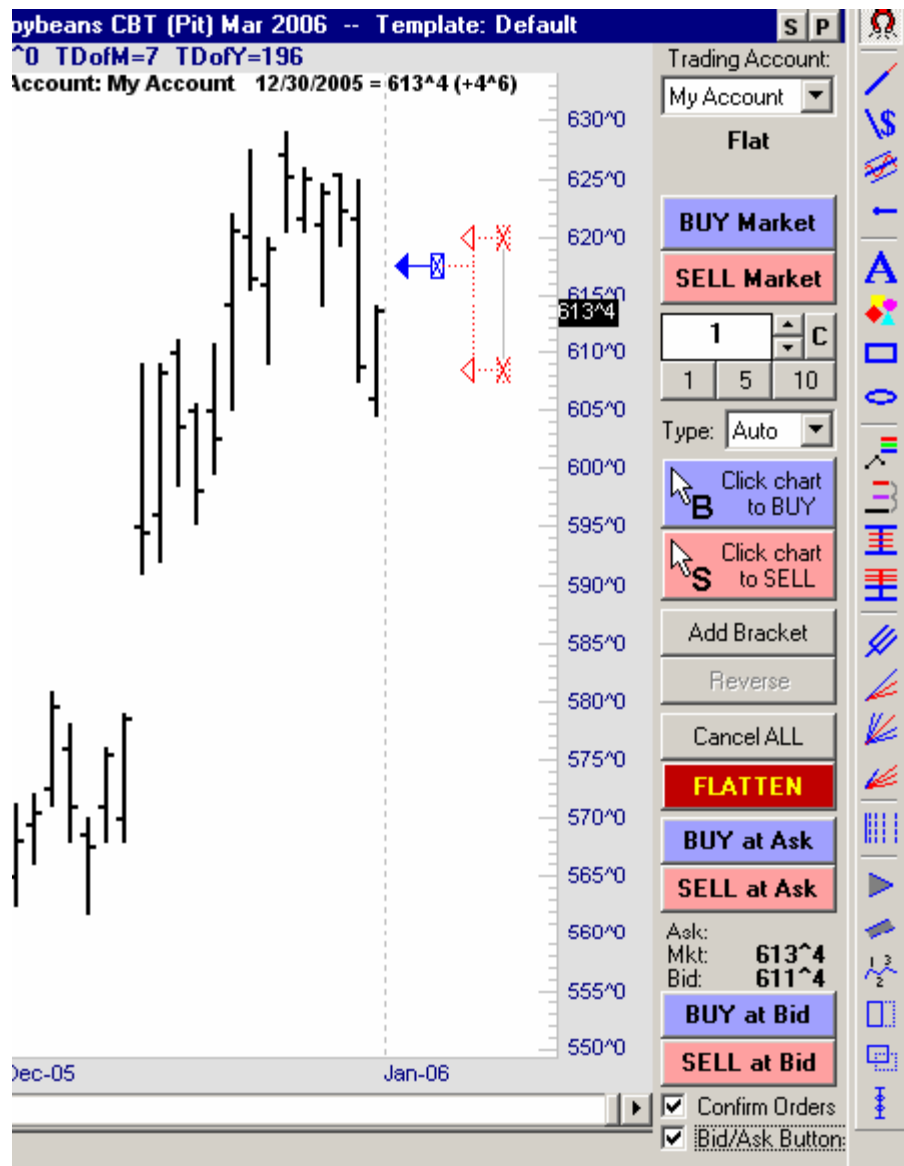 oybeans CBT (Pit) Mar 2006 -- Template: Default
S P
^0 TDofM=7 TDofY=196
Account: My Account 12/30/2005 = 613^4 (+4^6)
630^0
625^0
620^0
615^0
613^4
610^0
605^0
600^0
595^0
590^0
585^0
580^0
575^0
570^0
565^0
560^0
555^0
550^0
Dec-05 Jan-06
Trading Account:
My Account
Flat
BUY Market
SELL Market
1 C
1 5 10
Type: Auto
B Click chart
to BUY
S Click chart
to SELL
Add Bracket
Reverse
Cancel ALL
FLATTEN
BUY at Ask
SELL at Ask
Ask:
Mkt: 613^4
Bid: 611^4
BUY at Bid
SELL at Bid
Confirm Orders
Bid/Ask Button
\$
A
1 3
2